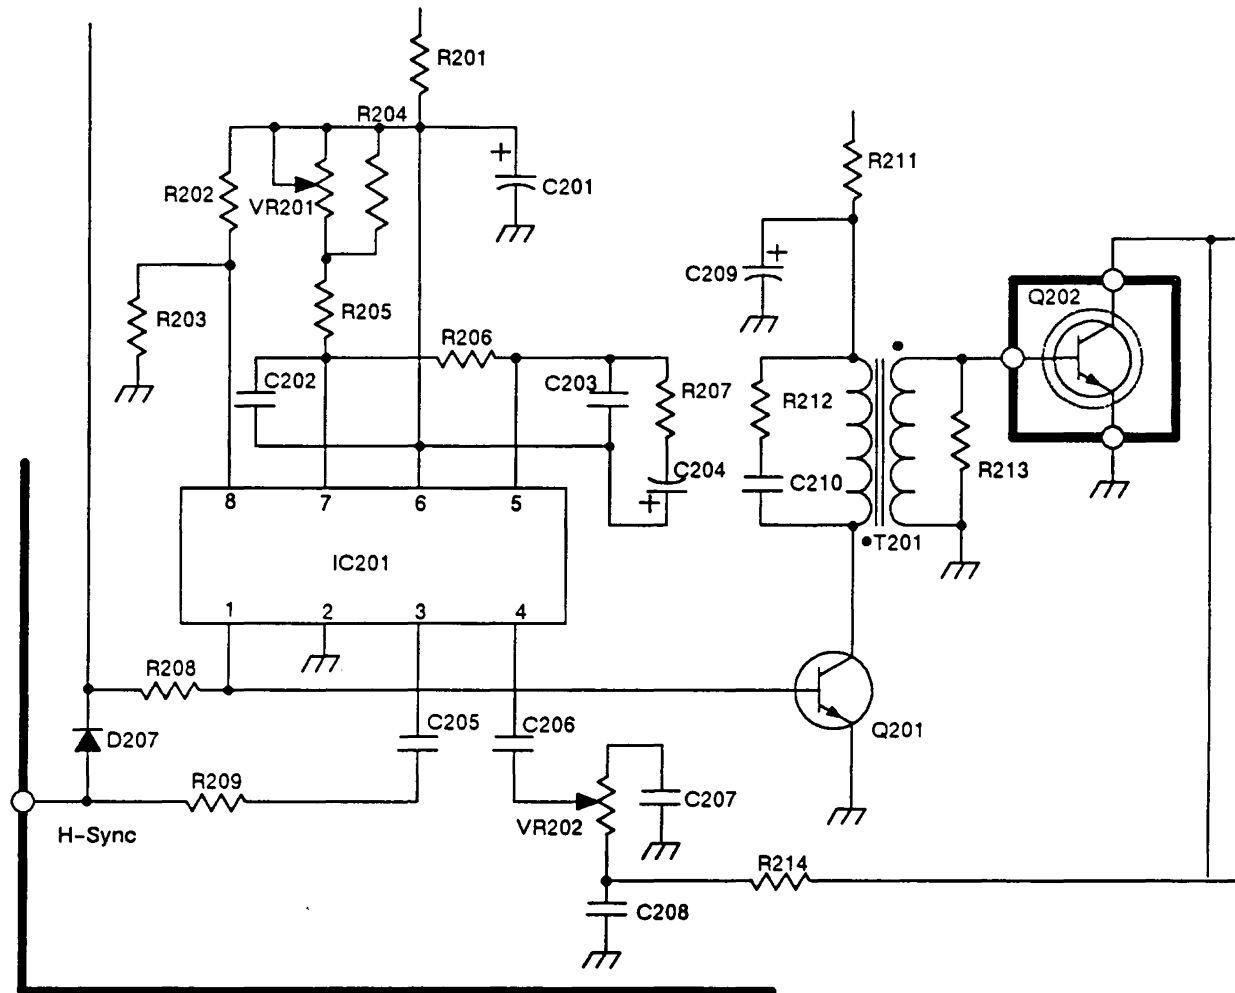 R201
R204
R211
R202
VR201
+
C201
+
C209
Q202
R203
R205
R206
C202
C203
R207
R212
C204
+
C210
R213
8
7
6
5
IC201
T201
1
2
3
4
R208
C205
C206
Q201
D207
R209
C207
VR202
H-Sync
R214
C208